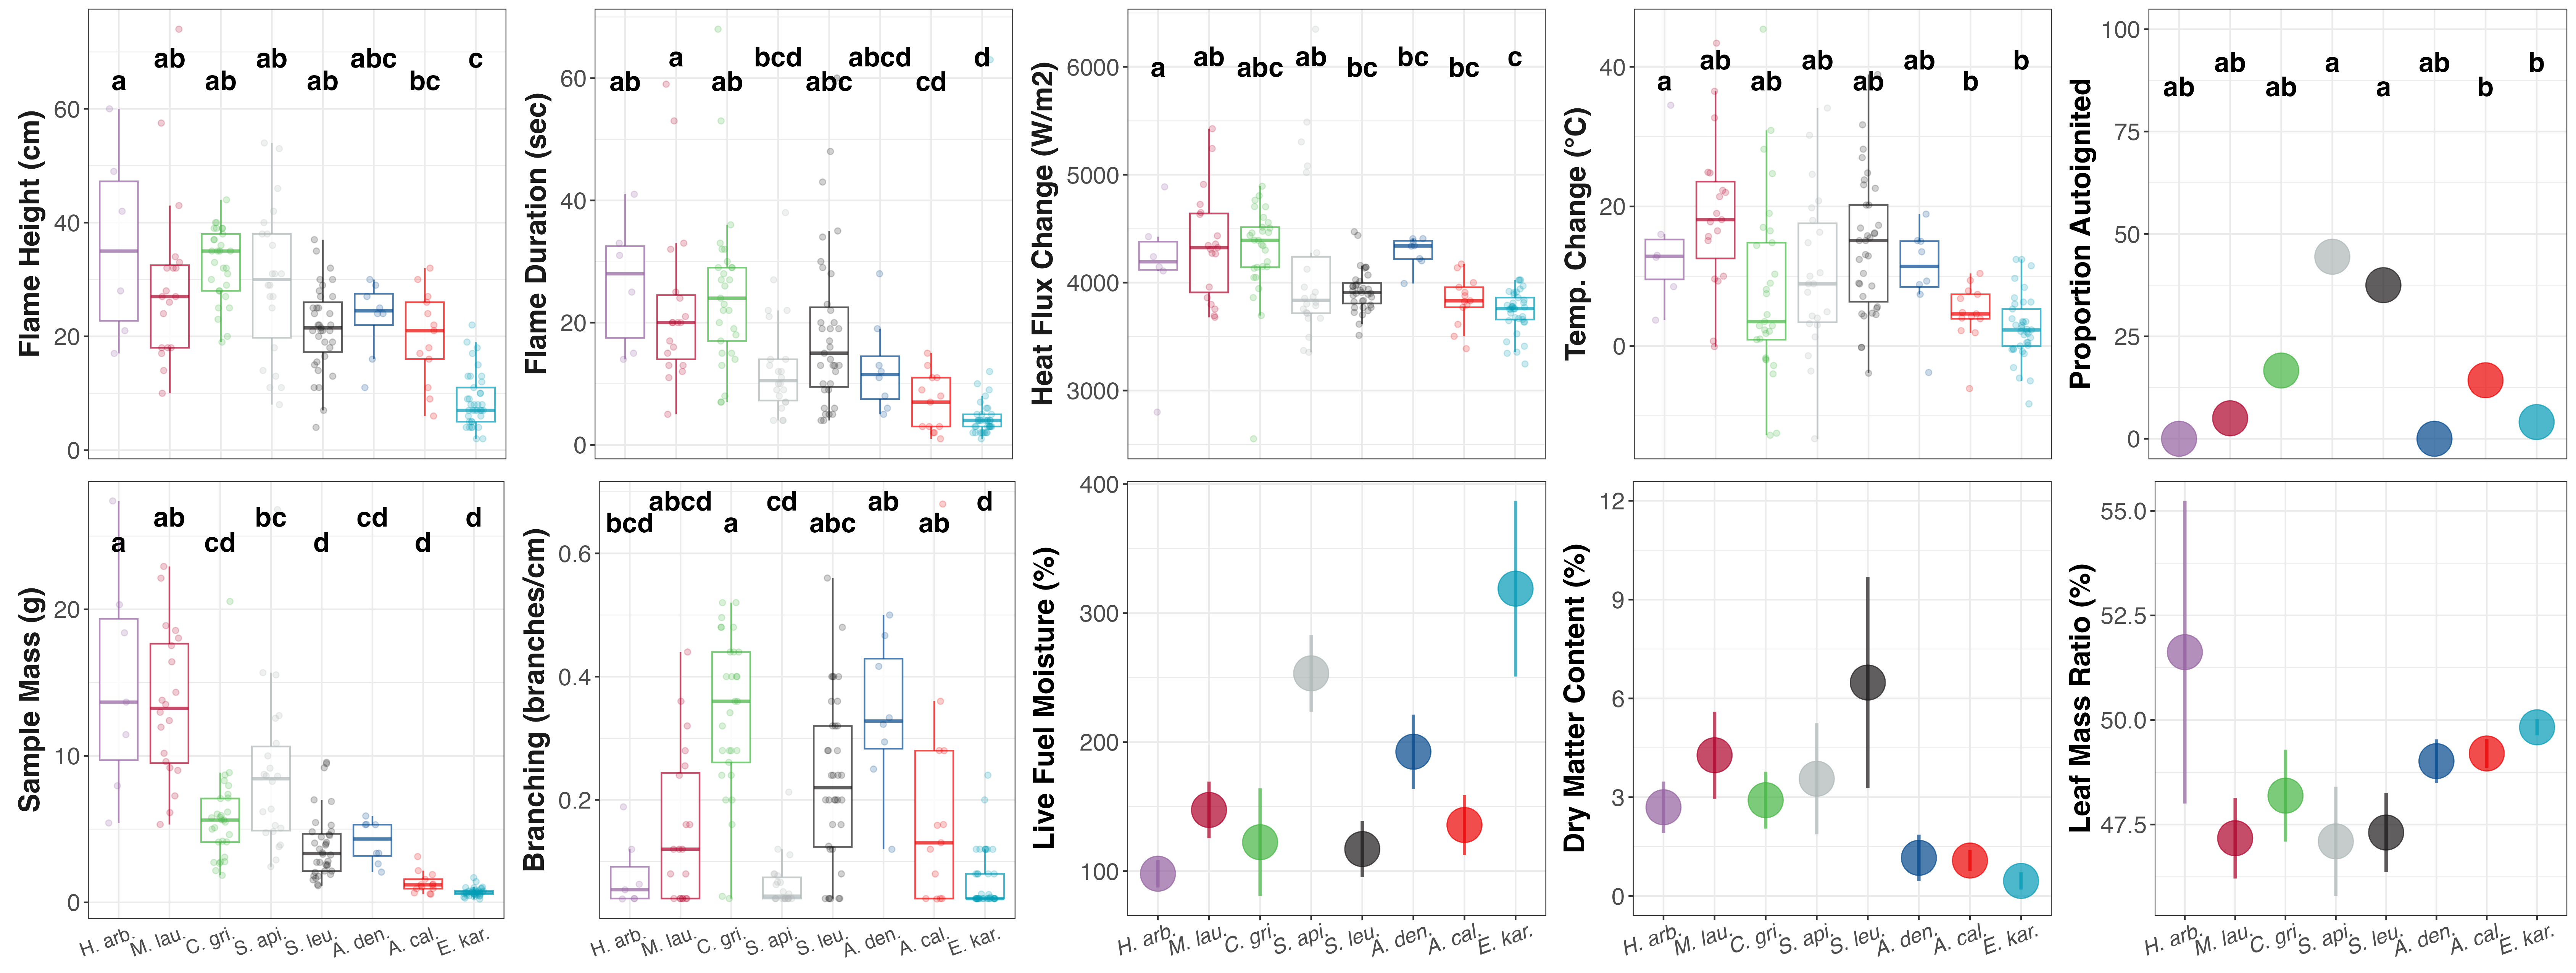 Flame Height (cm)
60
40
20
0
a
ab
ab
ab
ab
abc
bc
c
Flame Duration (sec)
60
40
20
0
ab
a
ab
bcd
abc
abcd
cd
d
Heat Flux Change (W/m2)
6000
5000
4000
3000
a
ab
abc
ab
bc
bc
bc
c
Temp. Change (°C)
40
20
0
a
ab
ab
ab
ab
ab
b
b
Proportion Autoignited
100
75
50
25
0
ab
ab
ab
a
a
ab
b
b
Sample Mass (g)
20
10
0
a
ab
cd
bc
d
cd
d
d
H. arb.
M. lau.
C. gri.
S. api.
S. leu.
A. den.
A. cal.
E. kar.
Branching (branches/cm)
0.6
0.4
0.2
bcd
abcd
a
cd
abc
ab
ab
d
H. arb.
M. lau.
C. gri.
S. api.
S. leu.
A. den.
A. cal.
E. kar.
Live Fuel Moisture (%)
400
300
200
100
H. arb.
M. lau.
C. gri.
S. api.
S. leu.
A. den.
A. cal.
E. kar.
Dry Matter Content (%)
12
9
6
3
0
H. arb.
M. lau.
C. gri.
S. api.
S. leu.
A. den.
A. cal.
E. kar.
Leaf Mass Ratio (%)
55.0
52.5
50.0
47.5
H. arb.
M. lau.
C. gri.
S. api.
S. leu.
A. den.
A. cal.
E. kar.